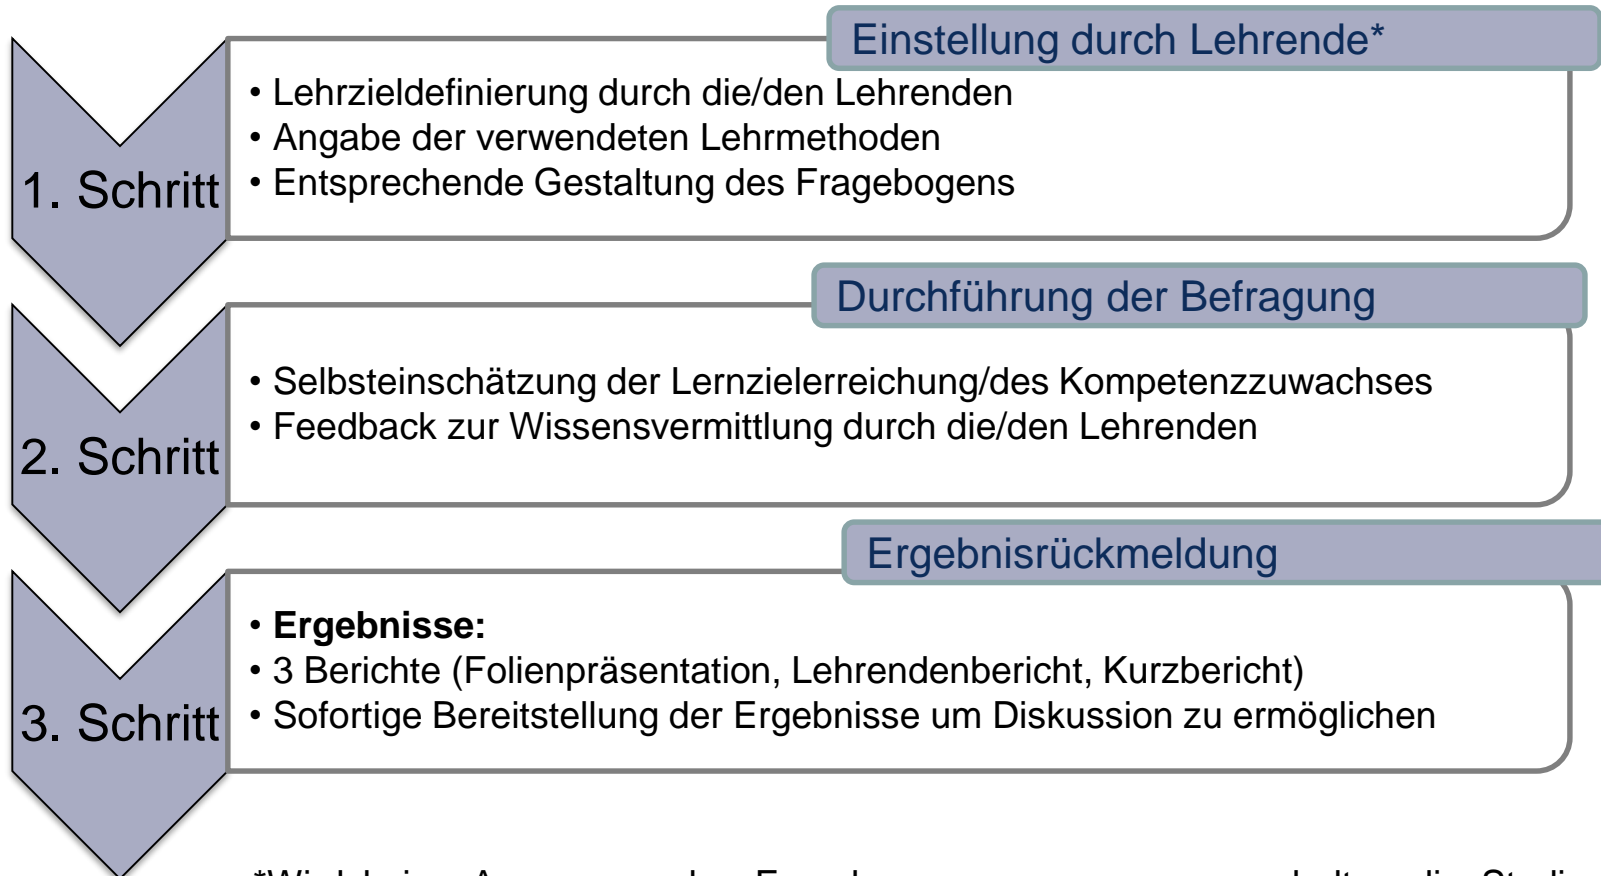 Einstellung durch Lehrende*
1. Schritt
• Lehrzieldefinierung durch die/den Lehrenden
• Angabe der verwendeten Lehrmethoden
• Entsprechende Gestaltung des Fragebogens
Durchführung der Befragung
2. Schritt
• Selbsteinschätzung der Lernzielerreichung/des Kompetenzzuwachses
• Feedback zur Wissensvermittlung durch die/den Lehrenden
Ergebnisrückmeldung
3. Schritt
• Ergebnisse:
• 3 Berichte (Folienpräsentation, Lehrendenbericht, Kurzbericht)
• Sofortige Bereitstellung der Ergebnisse um Diskussion zu ermöglichen